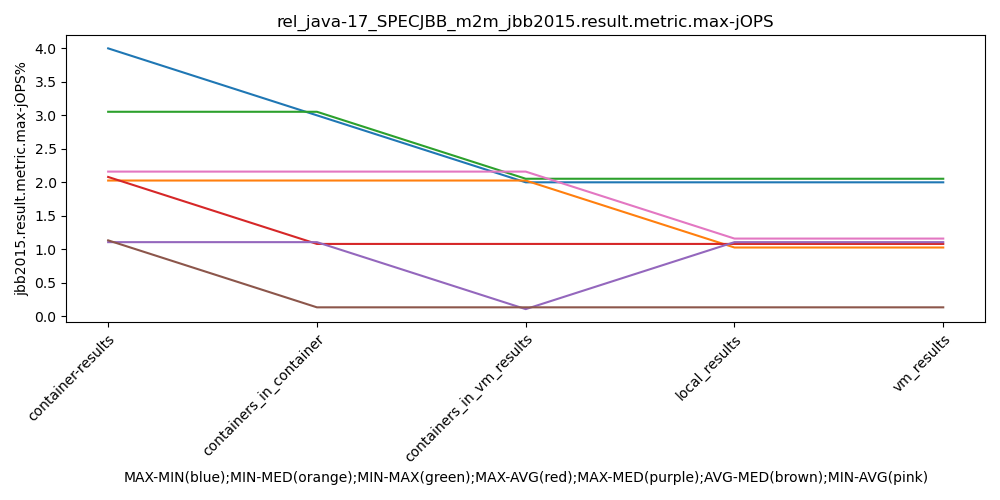 rel_java-17_SPECJBB_m2m_jbb2015.result.metric.max-jOPS
jbb2015.result.metric.max-jOPS%
4.0
3.5
3.0
2.5
2.0
1.5
1.0
0.5
0.0
container-results
containers_in_container
containers_in_vm_results
local_results
vm_results
MAX-MIN(blue);MIN-MED(orange);MIN-MAX(green);MAX-AVG(red);MAX-MED(purple);AVG-MED(brown);MIN-AVG(pink)